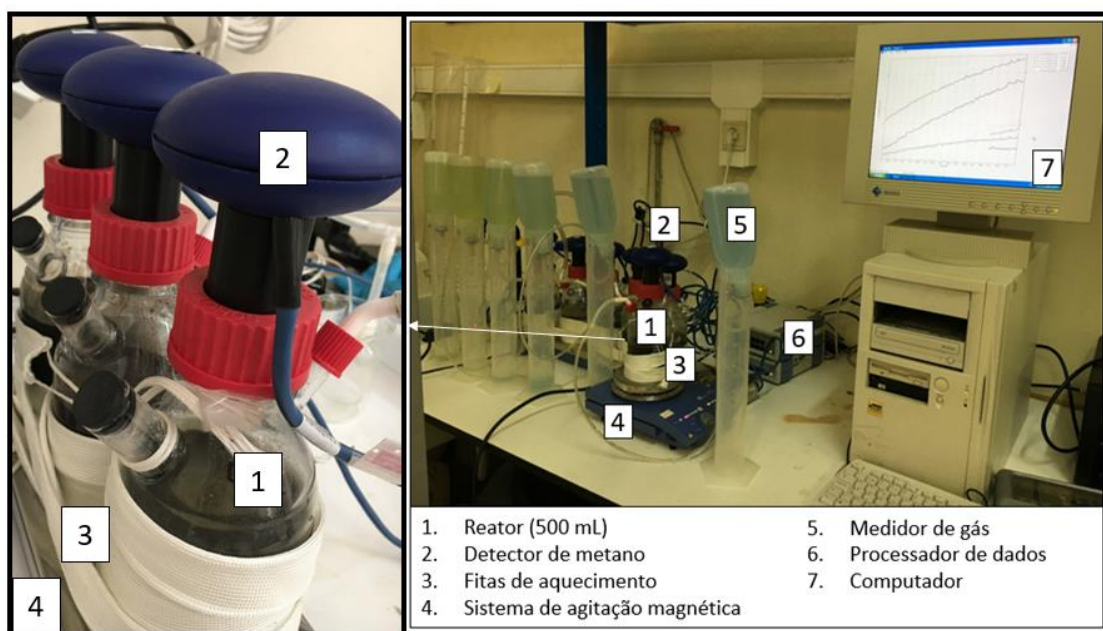 2
1
3
4
7
5
2
1
6
3
4
1. Reator (500 mL)
2. Detector de metano
3. Fitas de aquecimento
4. Sistema de agitação magnética
5. Medidor de gás
6. Processador de dados
7. Computador